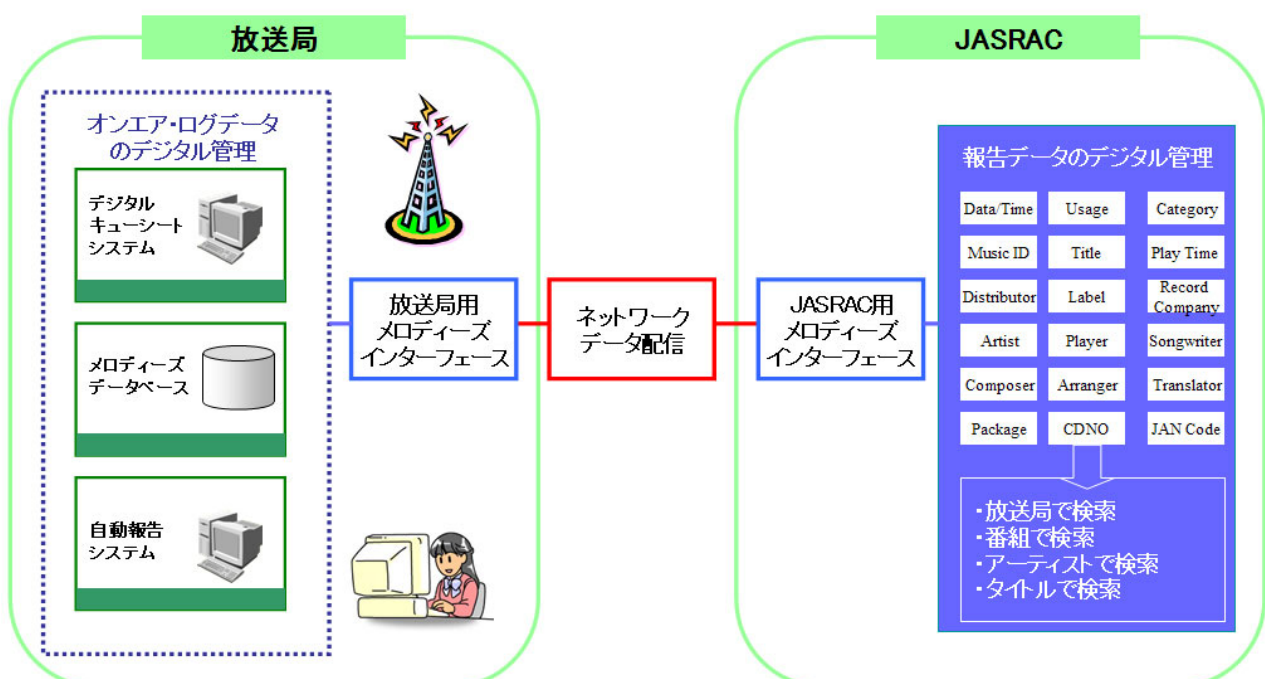 放送局
JASRAC
オンエア・ログデータ
のデジタル管理
デジタル
キューシート
システム
メロディーズ
データベース
自動報告
システム
放送局用
メロディーズ
インターフェース
ネットワーク
データ配信
JASRAC用
メロディーズ
インターフェース
報告データのデジタル管理
Data/Time
Usage
Category
Music ID
Title
Play Time
Distributor
Label
Record
Company
Artist
Player
Songwriter
Composer
Arranger
Translator
Package
CDNO
JAN Code
・放送局で検索
・番組で検索
・アーティストで検索
・タイトルで検索